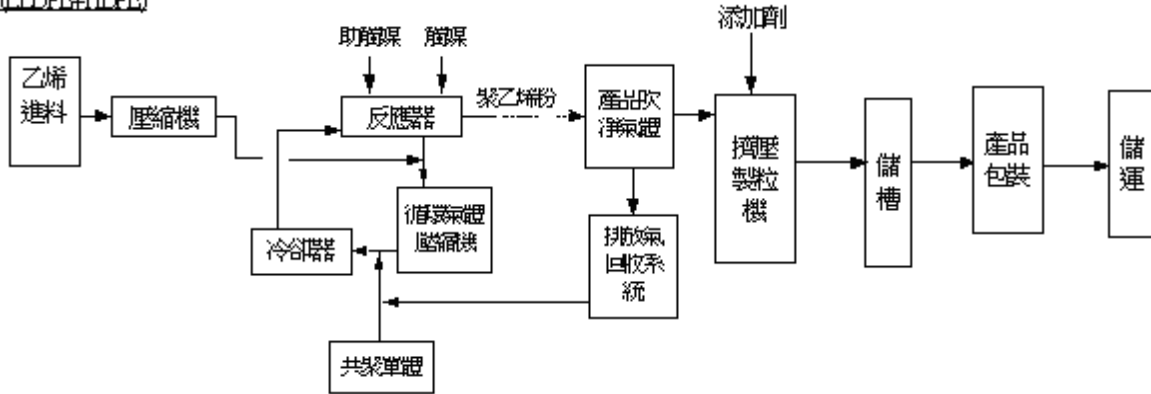 添加劑
助觸媒 觸媒
乙烯
進料
壓縮機
反應器
聚乙烯粉
產品吹
淨氣體
擠壓
製粒
機
儲
槽
產品
包裝
儲
運
循環氣體
壓縮機
冷卻器
排放氣
回收系
統
共聚單體